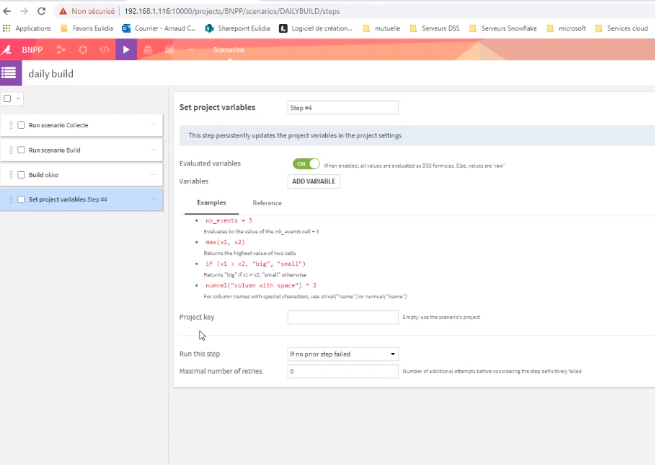 Non sécurisé | 192.168.1.116:10000/projects/BNPP/scenarios/DAILYBUILD/steps
Applications Favoris Eulidia Courrier - Arnaud C... Sharepoint Eulidia Logiciel de création... mutuelle Serveurs DSS Serveurs Snowflake microsoft Services cloud
BNPP Scenarios
daily build
Run scenario Collecte
Run scenario Build
Build okko
Set project variables Step #4
Set project variables Step #4
This step persistently updates the project variables in the project settings
Evaluated variables ON When enabled, all values are evaluated as DSS formulas. Else, values are 'raw'
Variables ADD VARIABLE
Examples Reference
nb_events + 3
Evaluates to the value of the nb_events cell + 3
max(x1, x2)
Returns the highest value of two cells
if (x1 > x2, "big", "small")
Returns "big" if x1 > x2, "small" otherwise
numval("column with space") * 2
For column names with special characters, use strval("name") or numval("name")
Project key Empty: use the scenario's project
Run this step If no prior step failed
Maximal number of retries 0 Number of additional attempts before considering the step definitively failed